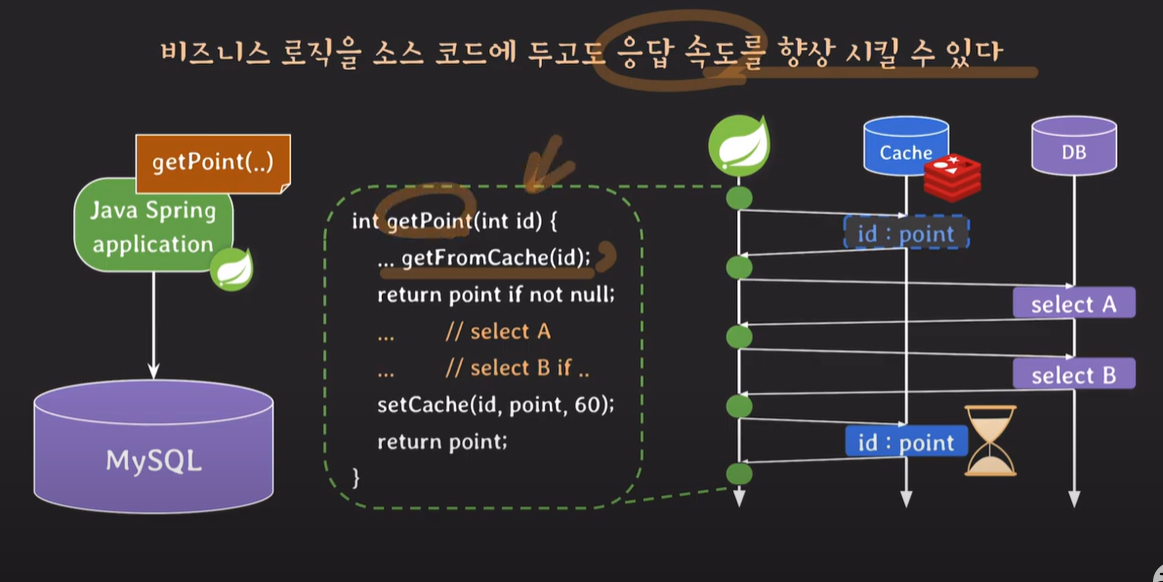 비즈니스 로직을 소스 코드에 두고도 응답 속도를 향상 시킬 수 있다
getPoint(..)
Java Spring
application
MySQL
int getPoint(int id) {
... getFromCache(id);
return point if not null;
... // select A
... // select B if ..
setCache(id, point, 60);
return point;
}
Cache
DB
id : point
select A
select B
id : point